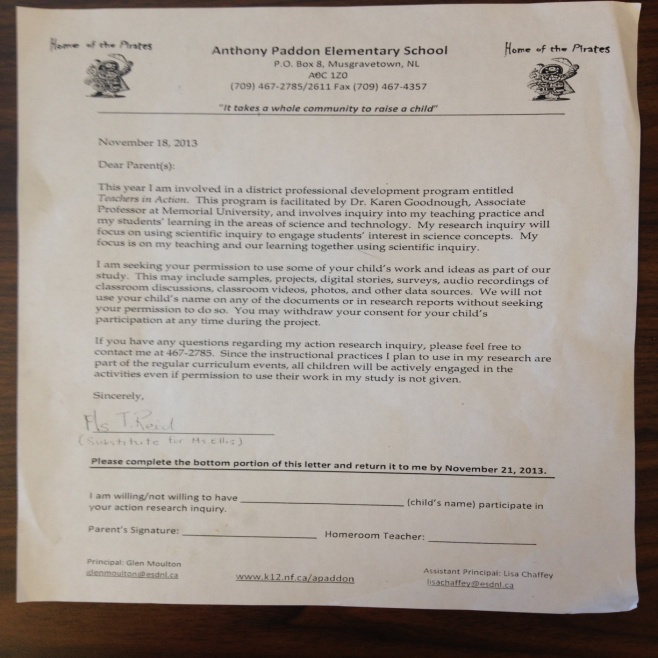 Home of the Pirates
Home of the Pirates
Anthony Paddon Elementary School
P.O. Box 8, Musgravetown, NL
A0C 1Z0
(709) 467-2785/2611 Fax (709) 467-4357
"It takes a whole community to raise a child"
November 18, 2013
Dear Parent(s):
This year I am involved in a district professional development program entitled
Teachers in Action. This program is facilitated by Dr. Karen Goodnough, Associate
Professor at Memorial University, and involves inquiry into my teaching practice and
my students' learning in the areas of science and technology. My research inquiry will
focus on using scientific inquiry to engage students' interest in science concepts. My
focus is on my teaching and our learning together using scientific inquiry.
I am seeking your permission to use some of your child's work and ideas as part of our
study. This may include samples, projects, digital stories, surveys, audio recordings of
classroom discussions, classroom videos, photos, and other data sources. We will not
use your child's name on any of the documents or in research reports without seeking
your permission to do so. You may withdraw your consent for your child's
participation at any time during the project.
If you have any questions regarding my action research inquiry, please feel free to
contact me at 467-2785. Since the instructional practices I plan to use in my research are
part of the regular curriculum events, all children will be actively engaged in the
activities even if permission to use their work in my study is not given.
Sincerely,
Ms T. Reid
(Substitute for Ms Ellis)
Please complete the bottom portion of this letter and return it to me by November 21, 2013.
I am willing/not willing to have ______________________ (child's name) participate in
your action research inquiry.
Parent's Signature: __________________ Homeroom Teacher: ______________
Principal: Glen Moulton
glenmoulton@esdnl.ca
www.k12.nf.ca/apaddon
Assistant Principal: Lisa Chaffey
lisachaffey@esdnl.ca